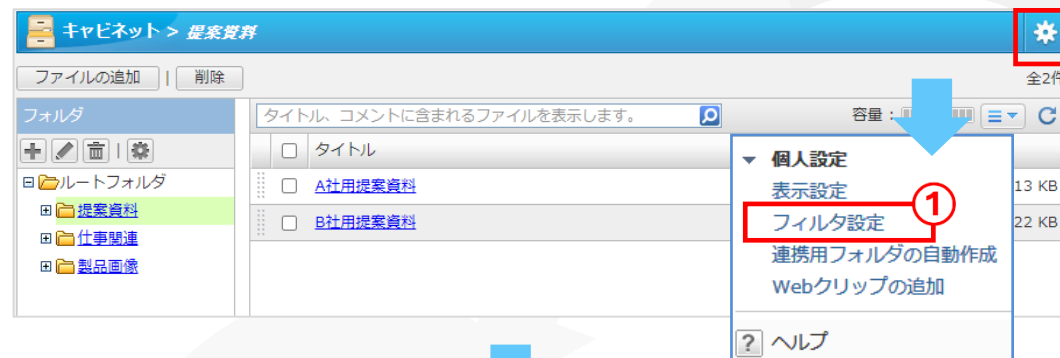 キャビネット > 提案資料
ファイルの追加 | 削除
全2件
フォルダ
タイトル、コメントに含まれるファイルを表示します。
容量：
タイトル
ルートフォルダ
提案資料
仕事関連
製品画像
A社用提案資料
13 KB
B社用提案資料
22 KB
個人設定
表示設定
フィルタ設定
①
連携用フォルダの自動作成
Webクリップの追加
? ヘルプ